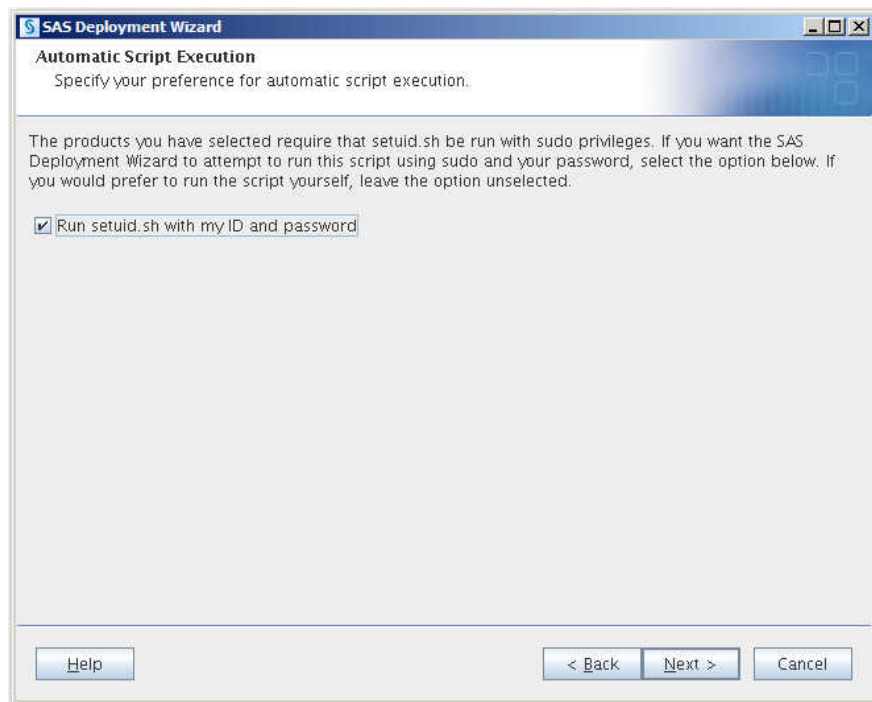 SAS Deployment Wizard
Automatic Script Execution
Specify your preference for automatic script execution.
The products you have selected require that setuid.sh be run with sudo privileges. If you want the SAS
Deployment Wizard to attempt to run this script using sudo and your password, select the option below. If
you would prefer to run the script yourself, leave the option unselected.
Run setuid.sh with my ID and password
Help
< Back
Next >
Cancel